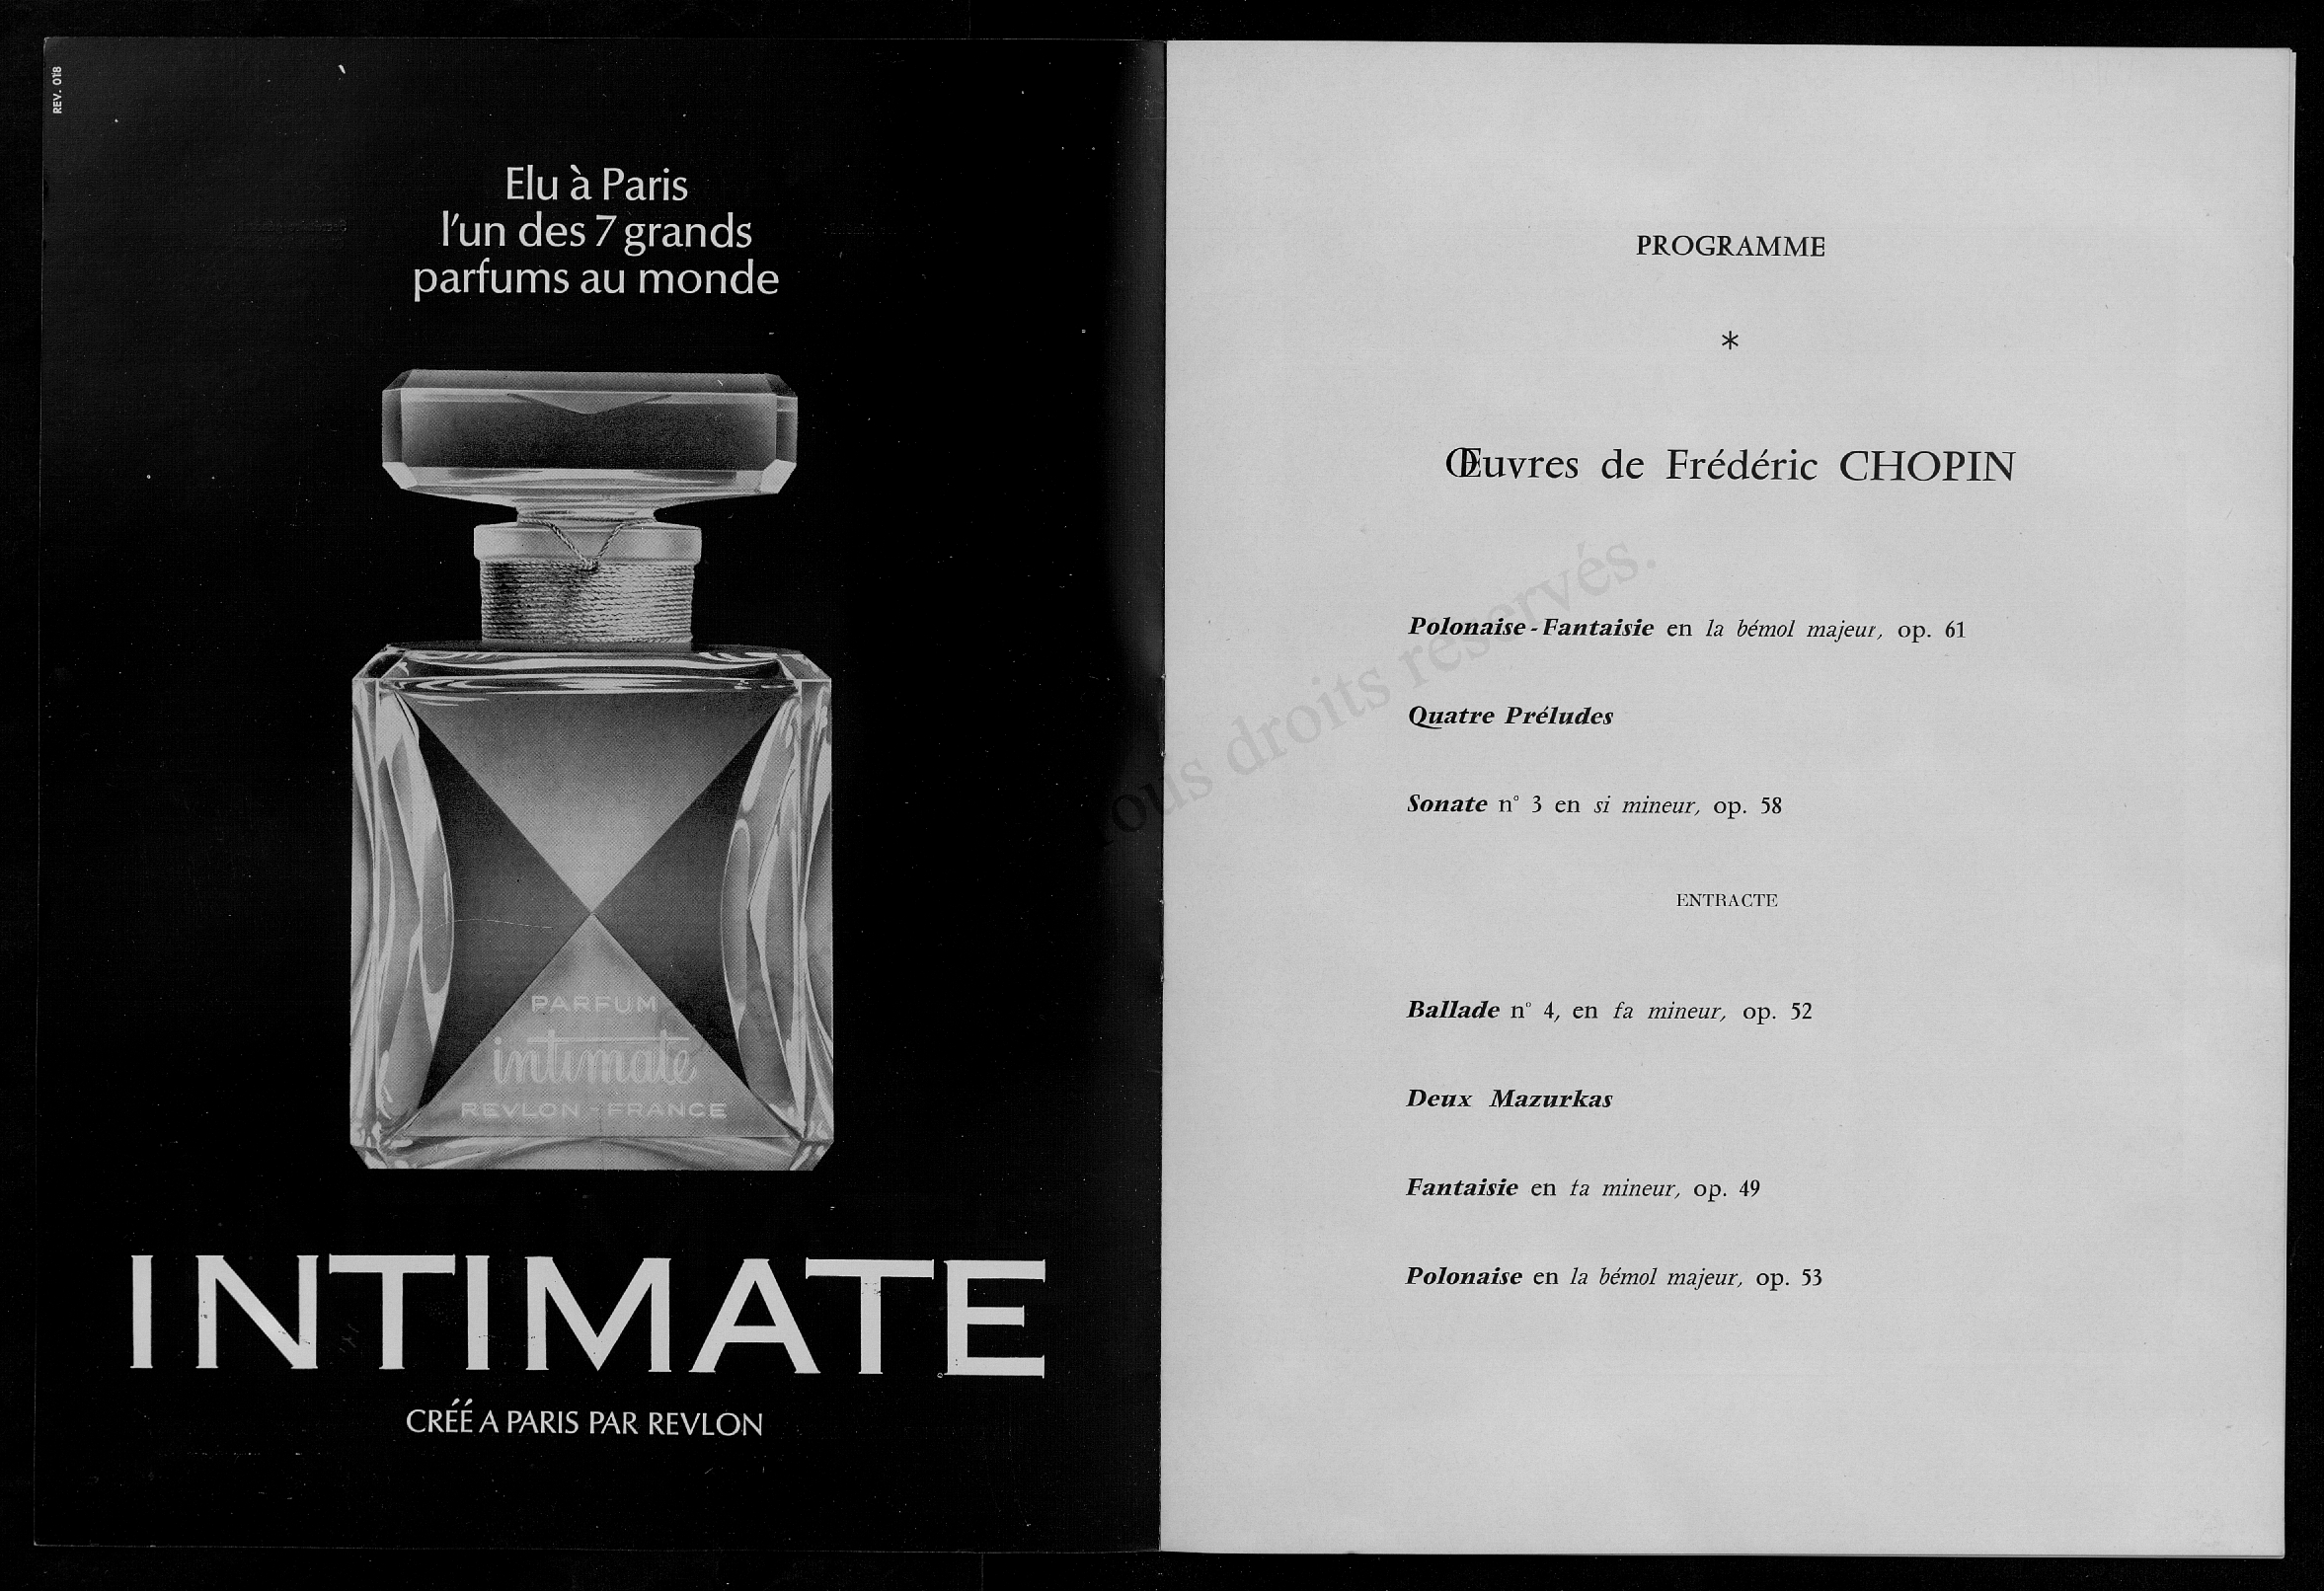 REV. 018
Elu à Paris
l'un des 7 grands
parfums au monde
PARFUM
intimate
REVLON - FRANCE
INTIMATE
CRÉÉ A PARIS PAR REVLON
PROGRAMME
*
Œuvres de Frédéric CHOPIN
Polonaise-Fantaisie en la bémol majeur, op. 61
Quatre Préludes
Sonate n° 3 en si mineur, op. 58
ENTRACTE
Ballade n° 4, en fa mineur, op. 52
Deux Mazurkas
Fantaisie en fa mineur, op. 49
Polonaise en la bémol majeur, op. 53
Tous droits réservés.